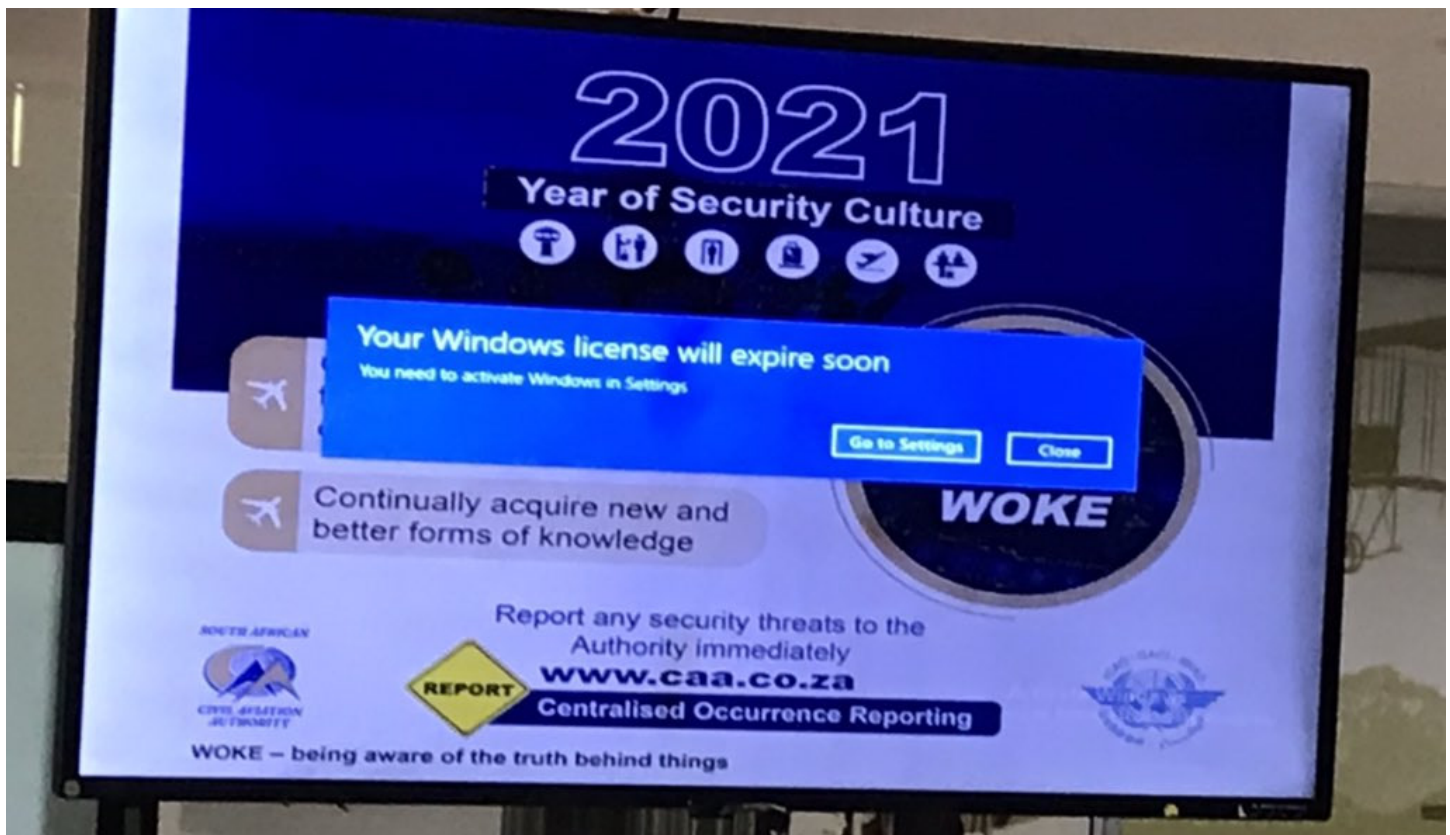 2021
Year of Security Culture
Your Windows license will expire soon
You need to activate Windows in Settings
Go to Settings
Close
WOKE
Continually acquire new and
better forms of knowledge
Report any security threats to the
Authority immediately
REPORT
www.caa.co.za
Centralised Occurrence Reporting
SOUTH AFRICAN
CIVIL AVIATION
AUTHORITY
WOKE – being aware of the truth behind things